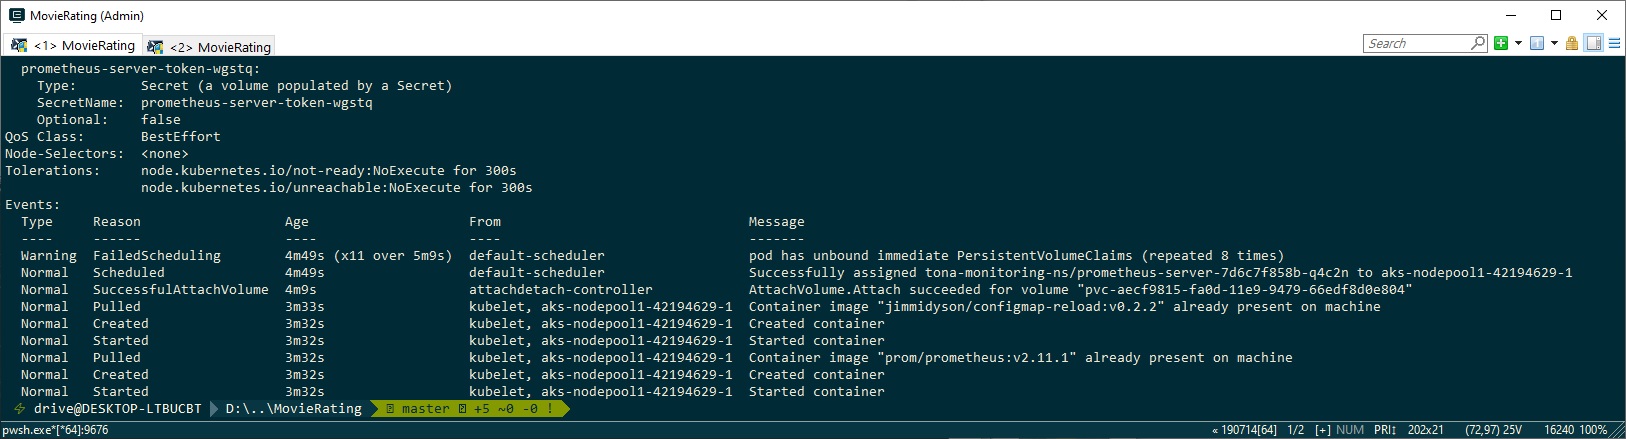 MovieRating (Admin)
<1> MovieRating <2> MovieRating Search
prometheus-server-token-wgstq:
Type: Secret (a volume populated by a Secret)
SecretName: prometheus-server-token-wgstq
Optional: false
QoS Class: BestEffort
Node-Selectors: <none>
Tolerations: node.kubernetes.io/not-ready:NoExecute for 300s
node.kubernetes.io/unreachable:NoExecute for 300s
Events:
Type Reason Age From Message
---- ------ ---- ---- -------
Warning FailedScheduling 4m49s (x11 over 5m9s) default-scheduler pod has unbound immediate PersistentVolumeClaims (repeated 8 times)
Normal Scheduled 4m49s default-scheduler Successfully assigned tona-monitoring-ns/prometheus-server-7d6c7f858b-q4c2n to aks-nodepool1-42194629-1
Normal SuccessfulAttachVolume 4m9s attachdetach-controller AttachVolume.Attach succeeded for volume "pvc-aecf9815-fa0d-11e9-9479-66edf8d0e804"
Normal Pulled 3m33s kubelet, aks-nodepool1-42194629-1 Container image "jimmidyson/configmap-reload:v0.2.2" already present on machine
Normal Created 3m32s kubelet, aks-nodepool1-42194629-1 Created container
Normal Started 3m32s kubelet, aks-nodepool1-42194629-1 Started container
Normal Pulled 3m32s kubelet, aks-nodepool1-42194629-1 Container image "prom/prometheus:v2.11.1" already present on machine
Normal Created 3m32s kubelet, aks-nodepool1-42194629-1 Created container
Normal Started 3m32s kubelet, aks-nodepool1-42194629-1 Started container
drive@DESKTOP-LTBUCBT D:\..\MovieRating master +5 ~0 -0 !
pwsh.exe*[*64]:9676 « 190714[64] 1/2 [+] NUM PRI↕ 202x21 (72,97) 25V 16240 100%